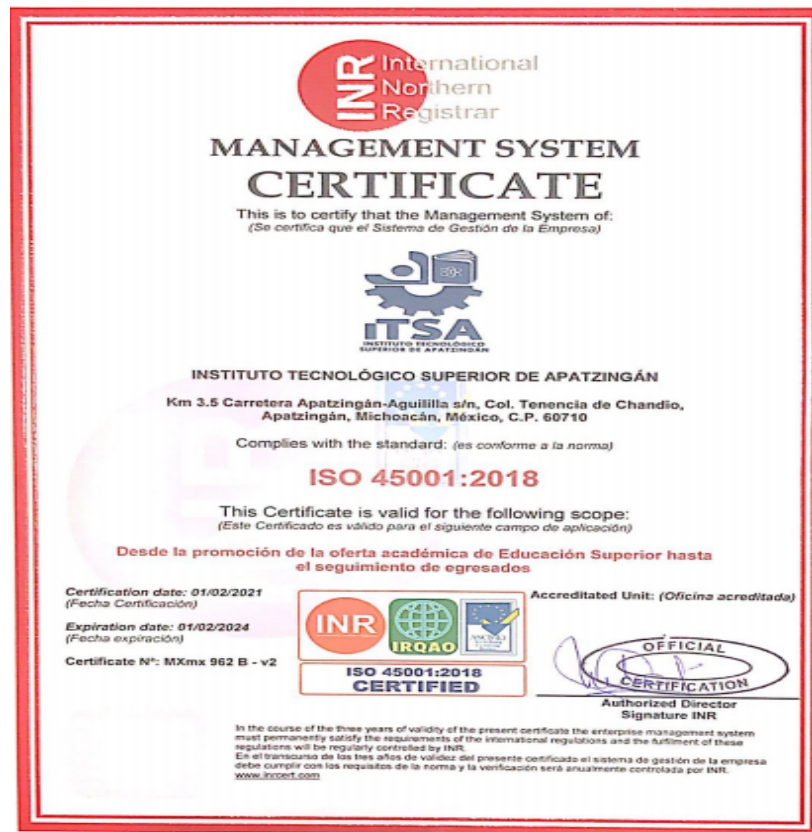 INR International
Northern
Registrar
MANAGEMENT SYSTEM
CERTIFICATE
This is to certify that the Management System of:
(Se certifica que el Sistema de Gestión de la Empresa)
iTSA
INSTITUTO TECNOLÓGICO
SUPERIOR DE APATZINGÁN
INSTITUTO TECNOLÓGICO SUPERIOR DE APATZINGÁN
Km 3.5 Carretera Apatzingán-Aguililla s/n, Col. Tenencia de Chandio,
Apatzingán, Michoacán, México, C.P. 60710
Complies with the standard: (es conforme a la norma)
ISO 45001:2018
This Certificate is valid for the following scope:
(Este Certificado es válido para el siguiente campo de aplicación)
Desde la promoción de la oferta académica de Educación Superior hasta
el seguimiento de egresados
Certification date: 01/02/2021
(Fecha Certificación)
Expiration date: 01/02/2024
(Fecha expiración)
Certificate Nº: MXmx 962 B - v2
INR
IRQAO
ISO 45001:2018
CERTIFIED
Accreditated Unit: (Oficina acreditada)
OFFICIAL
CERTIFICATION
Authorized Director
Signature INR
In the course of the three years of validity of the present certificate the enterprise management system
must permanently satisfy the requirements of the international regulations and the fulfilment of these
regulations will be regularly controled by INR.
En el transcurso de los tres años de validez del presente certificado el sistema de gestión de la empresa
debe cumplir con los requisitos de la norma y la verificación será anualmente controlada por INR.
www.inrcert.com